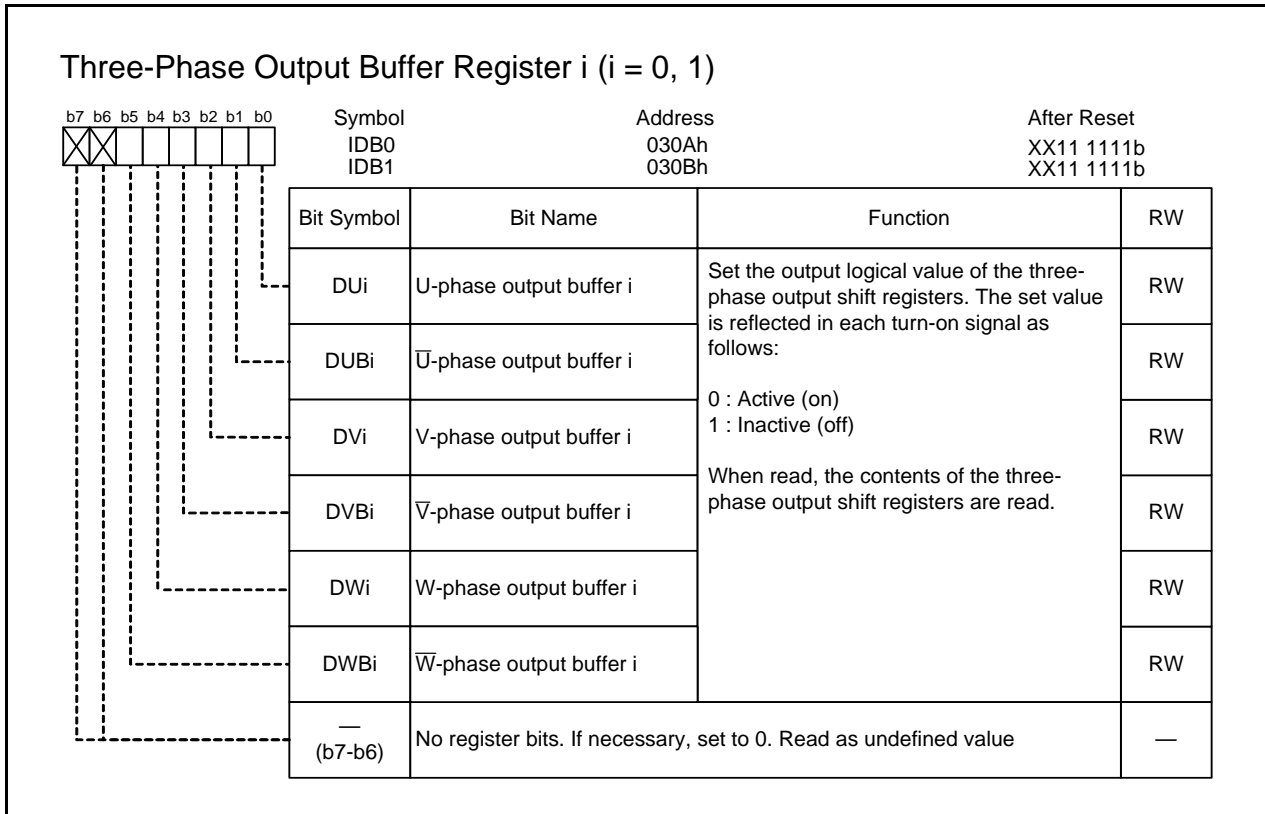 Three-Phase Output Buffer Register i (i = 0, 1)
b7 b6 b5 b4 b3 b2 b1 b0
Symbol Address After Reset
IDB0 030Ah XX11 1111b
IDB1 030Bh XX11 1111b
Bit Symbol Bit Name Function RW
DUi U-phase output buffer i RW
Set the output logical value of the three-
phase output shift registers. The set value
is reflected in each turn-on signal as
follows:
0 : Active (on)
1 : Inactive (off)
When read, the contents of the three-
phase output shift registers are read.
DUBi U̅-phase output buffer i RW
DVi V-phase output buffer i RW
DVBi V̅-phase output buffer i RW
DWi W-phase output buffer i RW
DWBi W̅-phase output buffer i RW
—
(b7-b6) No register bits. If necessary, set to 0. Read as undefined value —